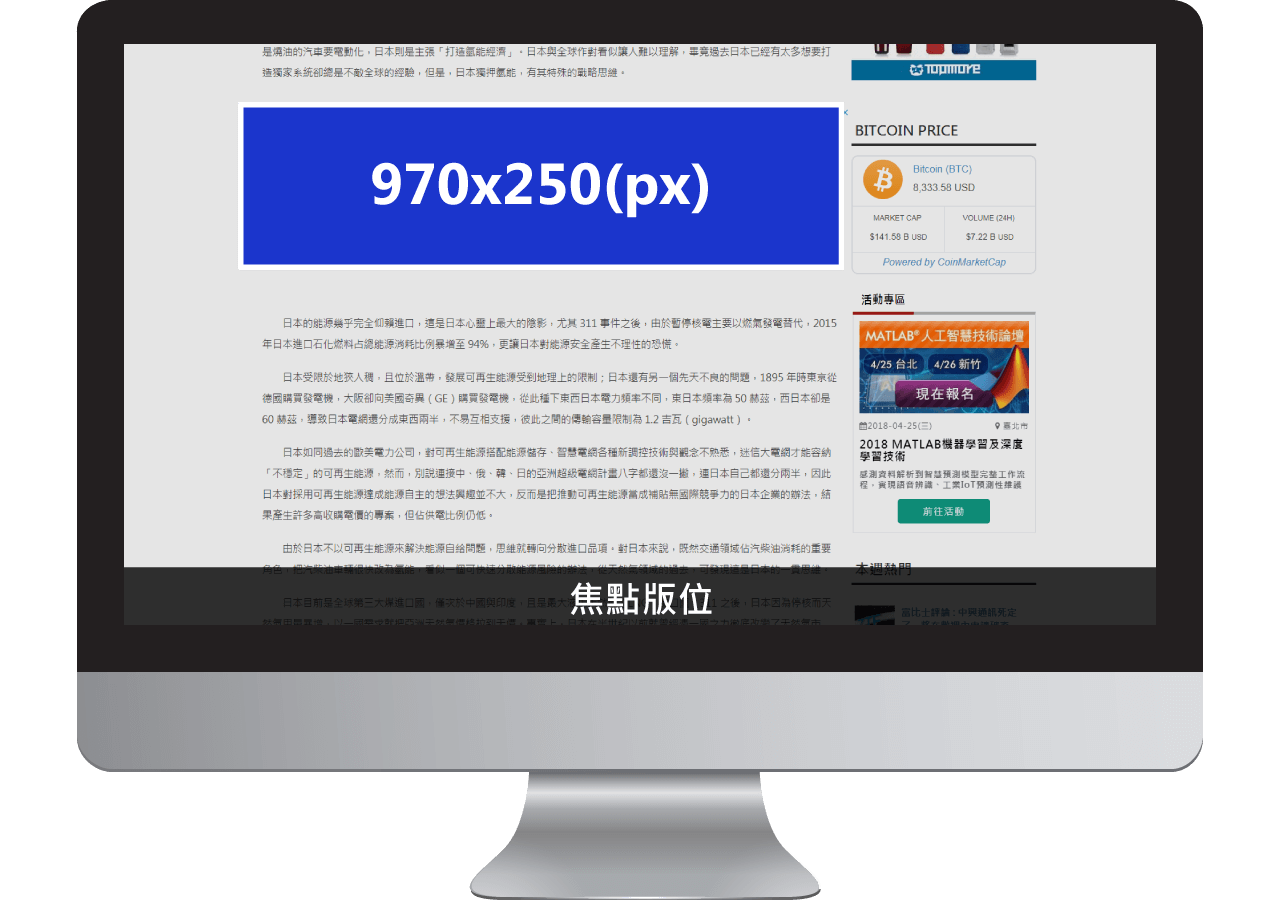 是燒油的汽車要電動化，日本則是主張「打造氫能經濟」。日本與全球作對看似讓人難以理解，畢竟過去日本已經有太多想要打
造獨家系統卻總是不敵全球的經驗，但是，日本獨押氫能，有其特殊的戰略思維。
970x250(px)
日本的能源幾乎完全仰賴進口，這是日本心靈上最大的陰影，尤其 311 事件之後，由於暫停核電主要以燃氣發電替代，2015
年日本進口石化燃料占總能源消耗比例暴增至 94%，更讓日本對能源安全產生不理性的恐慌。
日本受限於地狹人稠，且位於溫帶，發展可再生能源受到地理上的限制；日本還有另一個先天不良的問題，1895 年時東京從
德國購買發電機，大阪卻向美國奇異（GE）購買發電機，從此種下東西日本電力頻率不同，東日本頻率為 50 赫茲，西日本卻是
60 赫茲，導致日本電網還分成東西兩半，不易互相支援，彼此之間的傳輸容量限制為 1.2 吉瓦（gigawatt）。
日本如同過去的歐美電力公司，對可再生能源搭配能源儲存、智慧電網各種新調控技術與觀念不熟悉，迷信大電網才能容納
「不穩定」的可再生能源，然而，別說連接中、俄、韓、日的亞洲超級電網計畫八字都還沒一撇，連日本自己都還分兩半，因此
日本對採用可再生能源達成能源自主的想法興趣並不大，反而是把推動可再生能源當成補貼無國際競爭力的日本企業的辦法，結
果產生許多高收購電價的專案，但佔供電比例仍低。
由於日本不以可再生能源來解決能源自給問題，思維就轉向分散進口品項，對日本來說，既然交通領域佔汽柴油消耗的重要
TOPMORE
x
BITCOIN PRICE
Bitcoin (BTC)
8,333.58 USD
MARKET CAP
VOLUME (24H)
$141.58 B USD
$7.22 B USD
Powered by CoinMarketCap
活動專區
MATLAB®人工智慧技術論壇
4/25 台北
4/26 新竹
現在報名
2018-04-25(三)
臺北市
2018 MATLAB機器學習及深度
學習技術
感測資料解析到智慧預測模型完整工作流
程，實現語音辨識、工業IoT預測性維護
前往活動
本週熱門
焦點版位